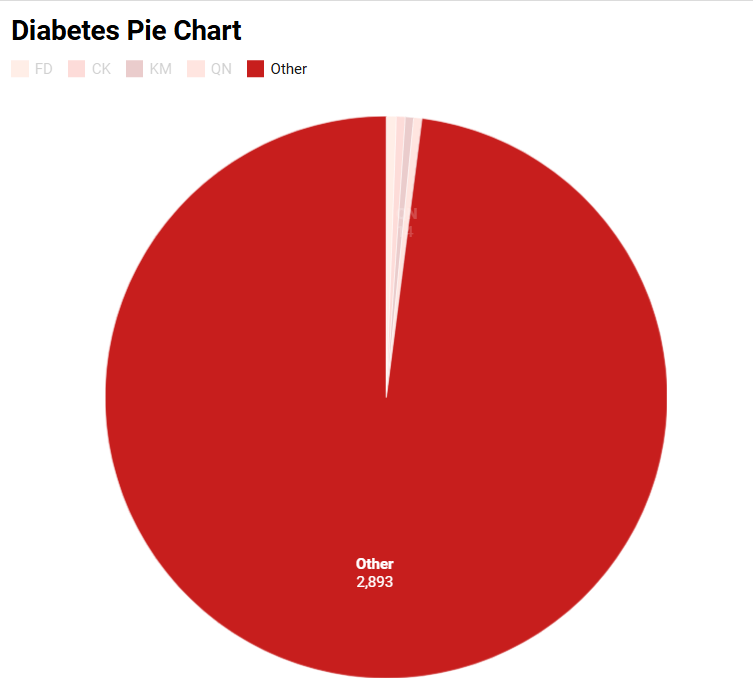 Diabetes Pie Chart
FD CK KM QN Other
Other
2,893